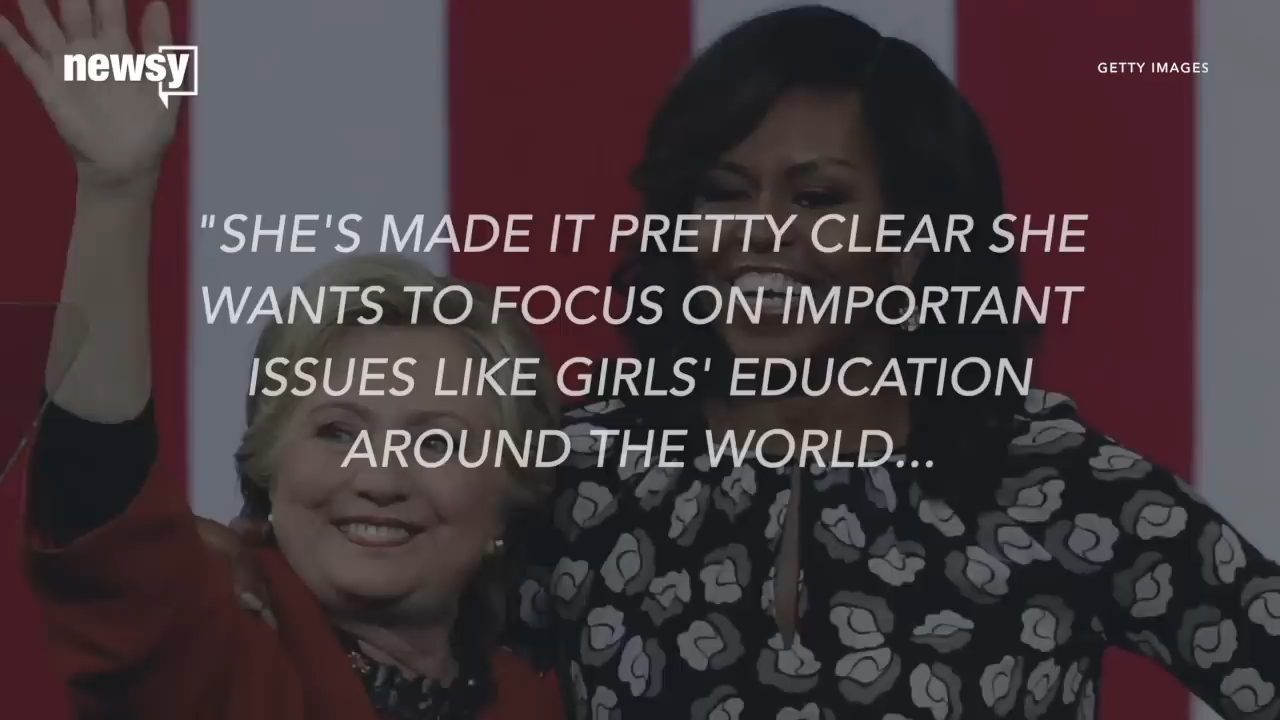 newsy
GETTY IMAGES
"SHE'S MADE IT PRETTY CLEAR SHE
WANTS TO FOCUS ON IMPORTANT
ISSUES LIKE GIRLS' EDUCATION
AROUND THE WORLD...